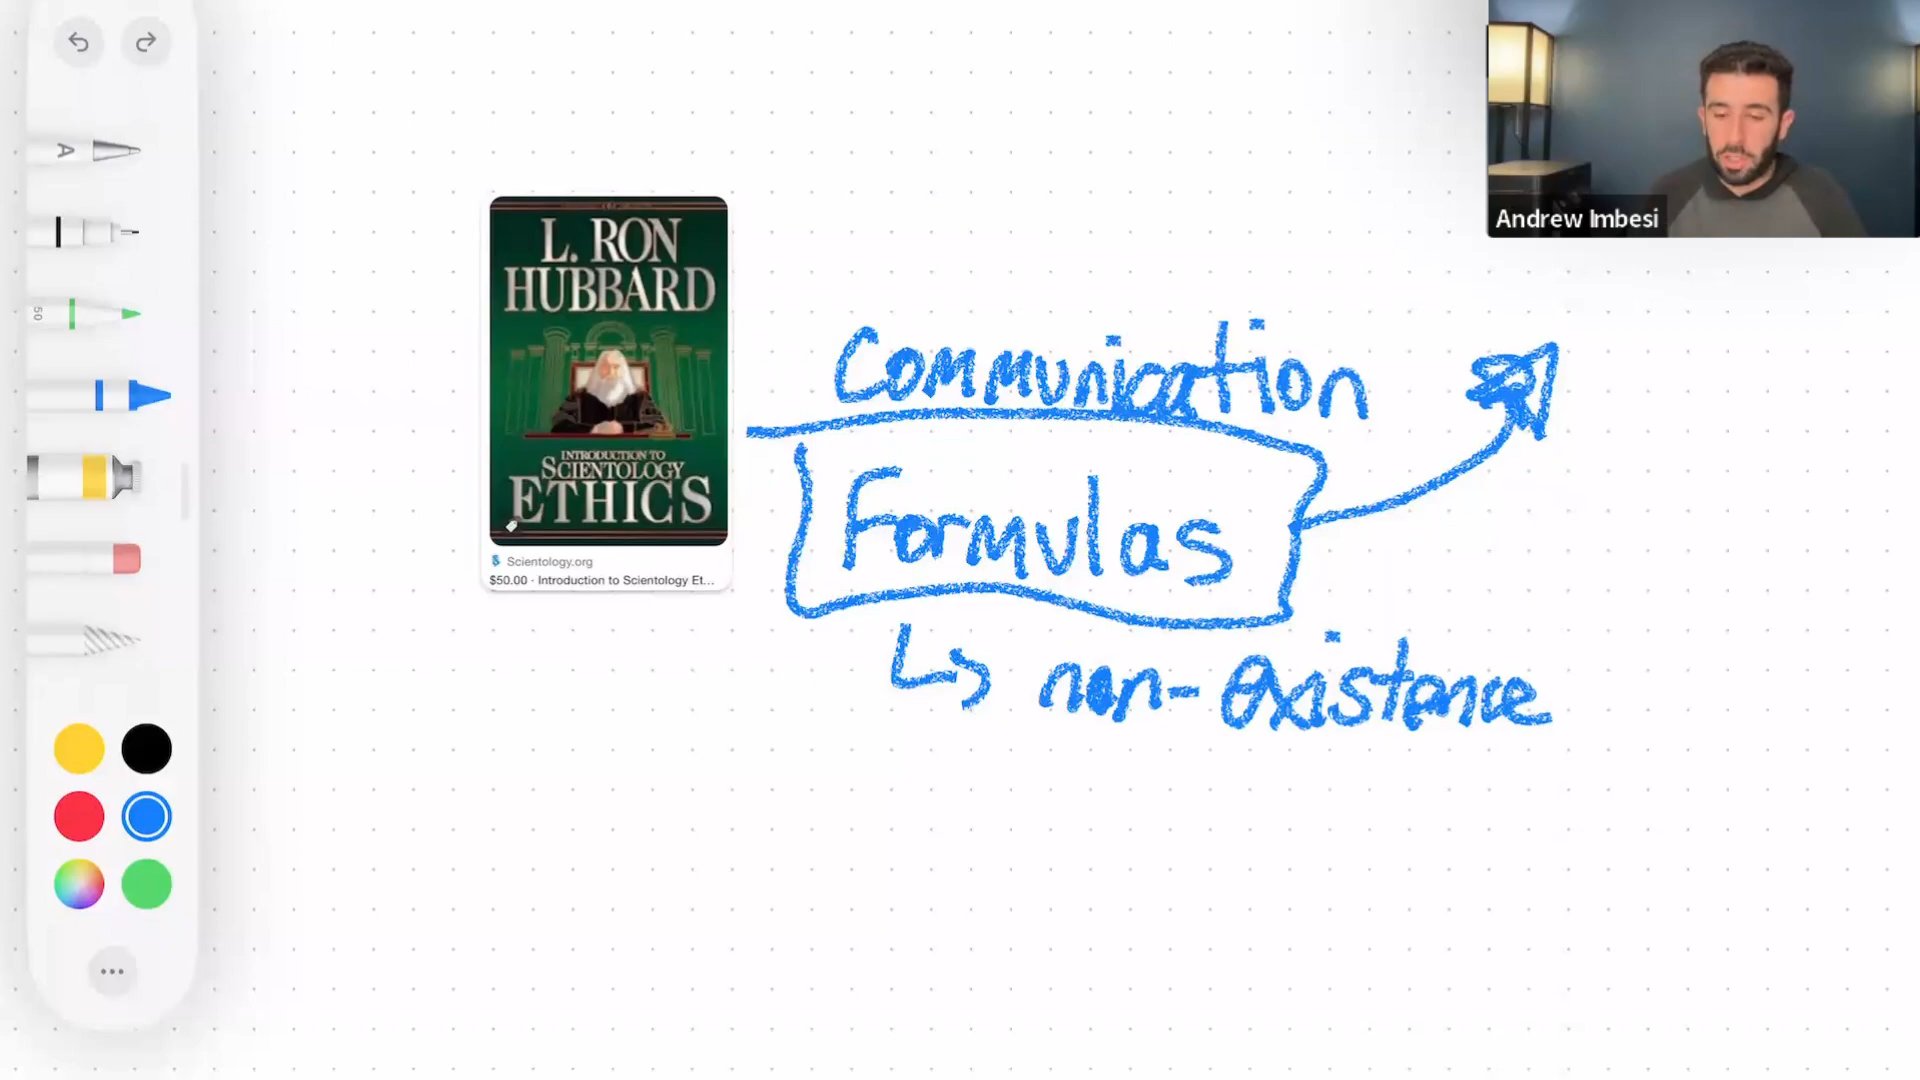 Andrew Imbesi
A
50
L. RON
HUBBARD
INTRODUCTION TO
SCIENTOLOGY
ETHICS
Scientology.org
$50.00 · Introduction to Scientology Et...
Communication
Formulas
non-existence